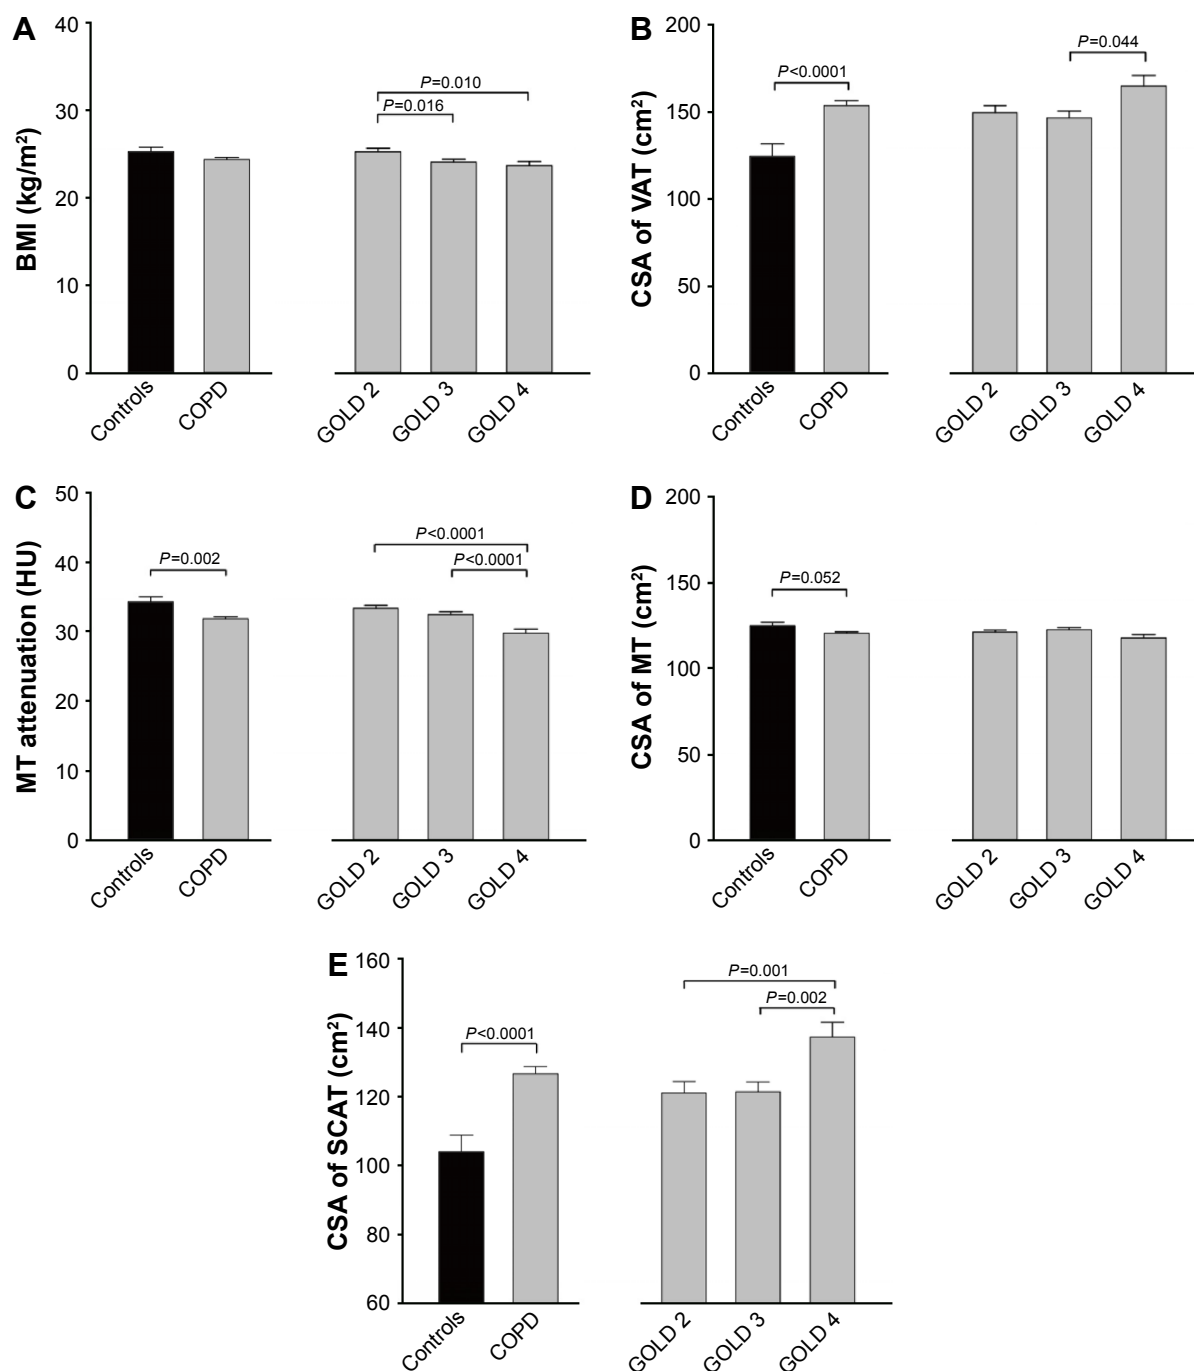 A
BMI (kg/m²)
40
30
20
10
0
P=0.010
P=0.016
Controls
COPD
GOLD 2
GOLD 3
GOLD 4
B
CSA of VAT (cm²)
200
150
100
50
0
P<0.0001
P=0.044
Controls
COPD
GOLD 2
GOLD 3
GOLD 4
C
MT attenuation (HU)
50
40
30
20
10
0
P=0.002
P<0.0001
P<0.0001
Controls
COPD
GOLD 2
GOLD 3
GOLD 4
D
CSA of MT (cm²)
200
150
100
50
0
P=0.052
Controls
COPD
GOLD 2
GOLD 3
GOLD 4
E
CSA of SCAT (cm²)
160
140
120
100
80
60
P<0.0001
P=0.001
P=0.002
Controls
COPD
GOLD 2
GOLD 3
GOLD 4